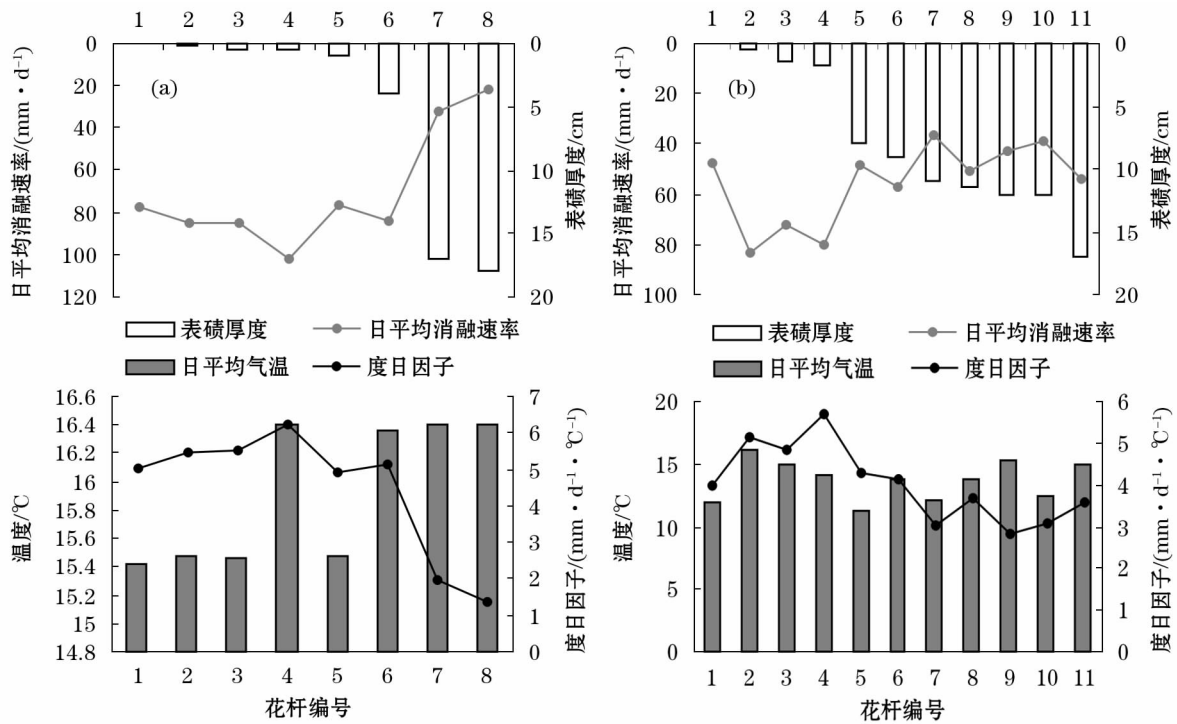 1 2 3 4 5 6 7 8
日平均消融速率/(mm·d⁻¹)
0
20
40
60
80
100
120
(a)
0
5
10
15
20
表碛厚度/cm
表碛厚度 日平均消融速率
日平均气温 度日因子
温度/℃
16.6
16.4
16.2
16
15.8
15.6
15.4
15.2
15
14.8
7
6
5
4
3
2
1
0
度日因子/(mm·d⁻¹·℃⁻¹)
1 2 3 4 5 6 7 8
花杆编号
1 2 3 4 5 6 7 8 9 10 11
日平均消融速率/(mm·d⁻¹)
0
20
40
60
80
100
(b)
0
5
10
15
20
表碛厚度/cm
表碛厚度 日平均消融速率
日平均气温 度日因子
温度/℃
20
15
10
5
0
6
5
4
3
2
1
0
度日因子/(mm·d⁻¹·℃⁻¹)
1 2 3 4 5 6 7 8 9 10 11
花杆编号